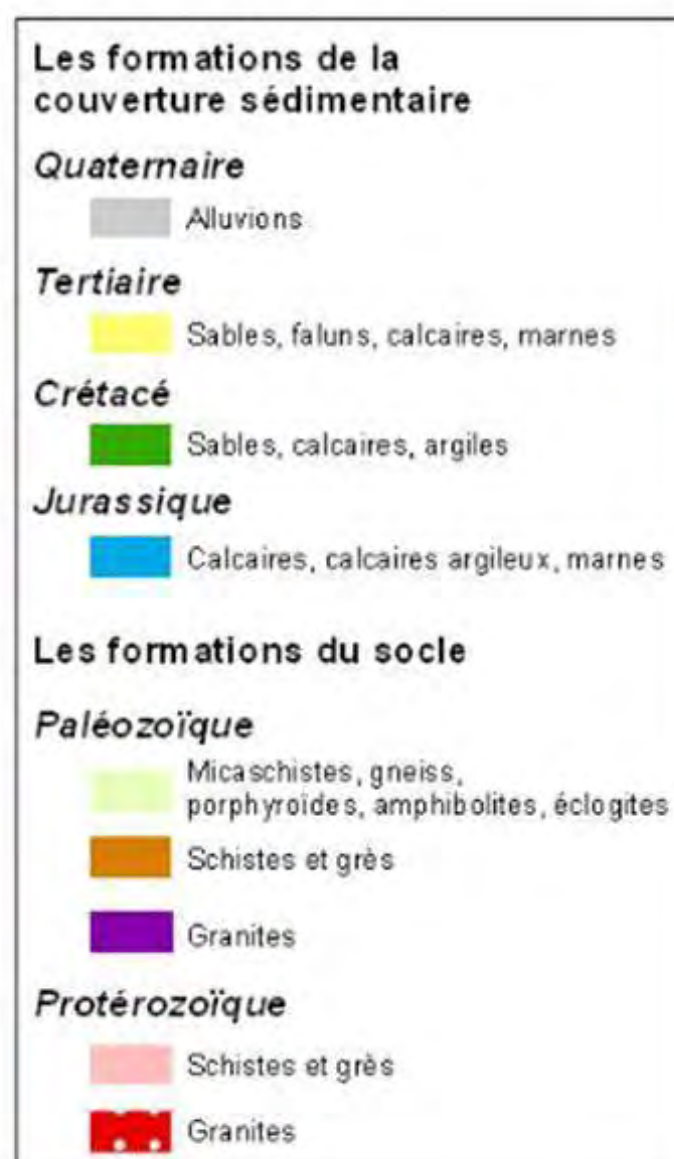 Les formations de la
couverture sédimentaire
Quaternaire
Alluvions
Tertiaire
Sables, faluns, calcaires, marnes
Crétacé
Sables, calcaires, argiles
Jurassique
Calcaires, calcaires argileux, marnes
Les formations du socle
Paléozoïque
Micaschistes, gneiss,
porphyroïdes, amphibolites, éclogites
Schistes et grès
Granites
Protérozoïque
Schistes et grès
Granites